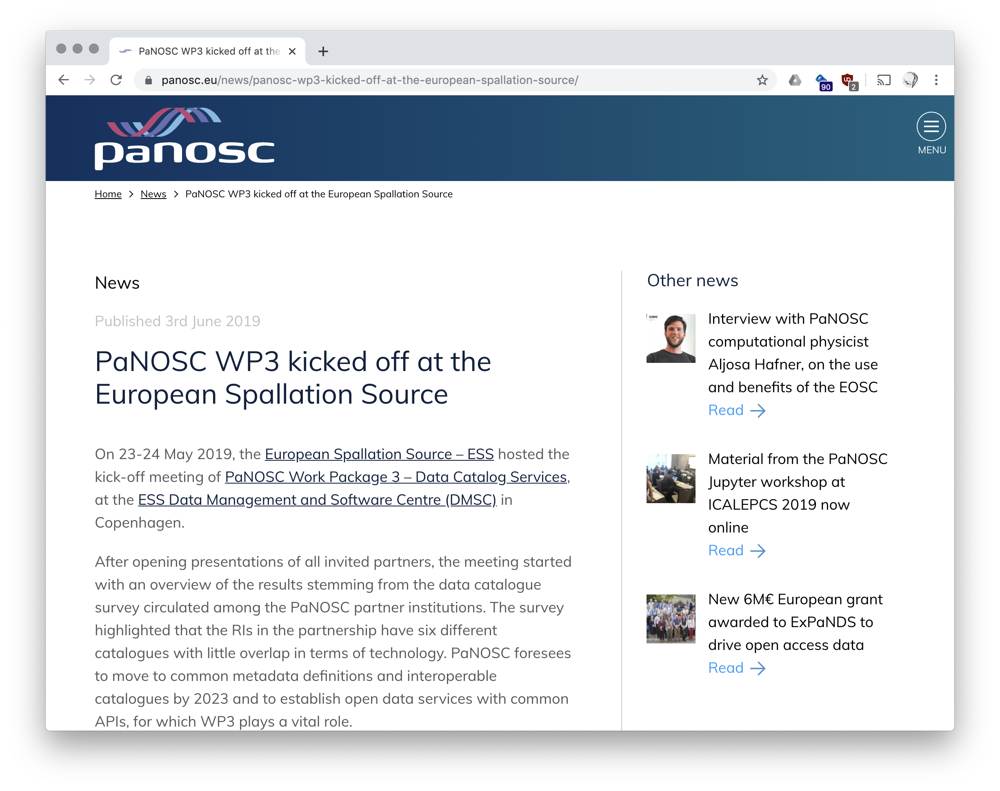 PaNOSC WP3 kicked off at the
panosc.eu/news/panosc-wp3-kicked-off-at-the-european-spallation-source/
90
2
panosc
MENU
Home > News > PaNOSC WP3 kicked off at the European Spallation Source
News
Published 3rd June 2019
PaNOSC WP3 kicked off at the
European Spallation Source
On 23-24 May 2019, the European Spallation Source – ESS hosted the
kick-off meeting of PaNOSC Work Package 3 – Data Catalog Services,
at the ESS Data Management and Software Centre (DMSC) in
Copenhagen.
After opening presentations of all invited partners, the meeting started
with an overview of the results stemming from the data catalogue
survey circulated among the PaNOSC partner institutions. The survey
highlighted that the RIs in the partnership have six different
catalogues with little overlap in terms of technology. PaNOSC foresees
to move to common metadata definitions and interoperable
catalogues by 2023 and to establish open data services with common
APIs, for which WP3 plays a vital role.
Other news
CERIC
Interview with PaNOSC
computational physicist
Aljosa Hafner, on the use
and benefits of the EOSC
Read →
Material from the PaNOSC
Jupyter workshop at
ICALEPCS 2019 now
online
Read →
New 6M€ European grant
awarded to ExPaNDS to
drive open access data
Read →